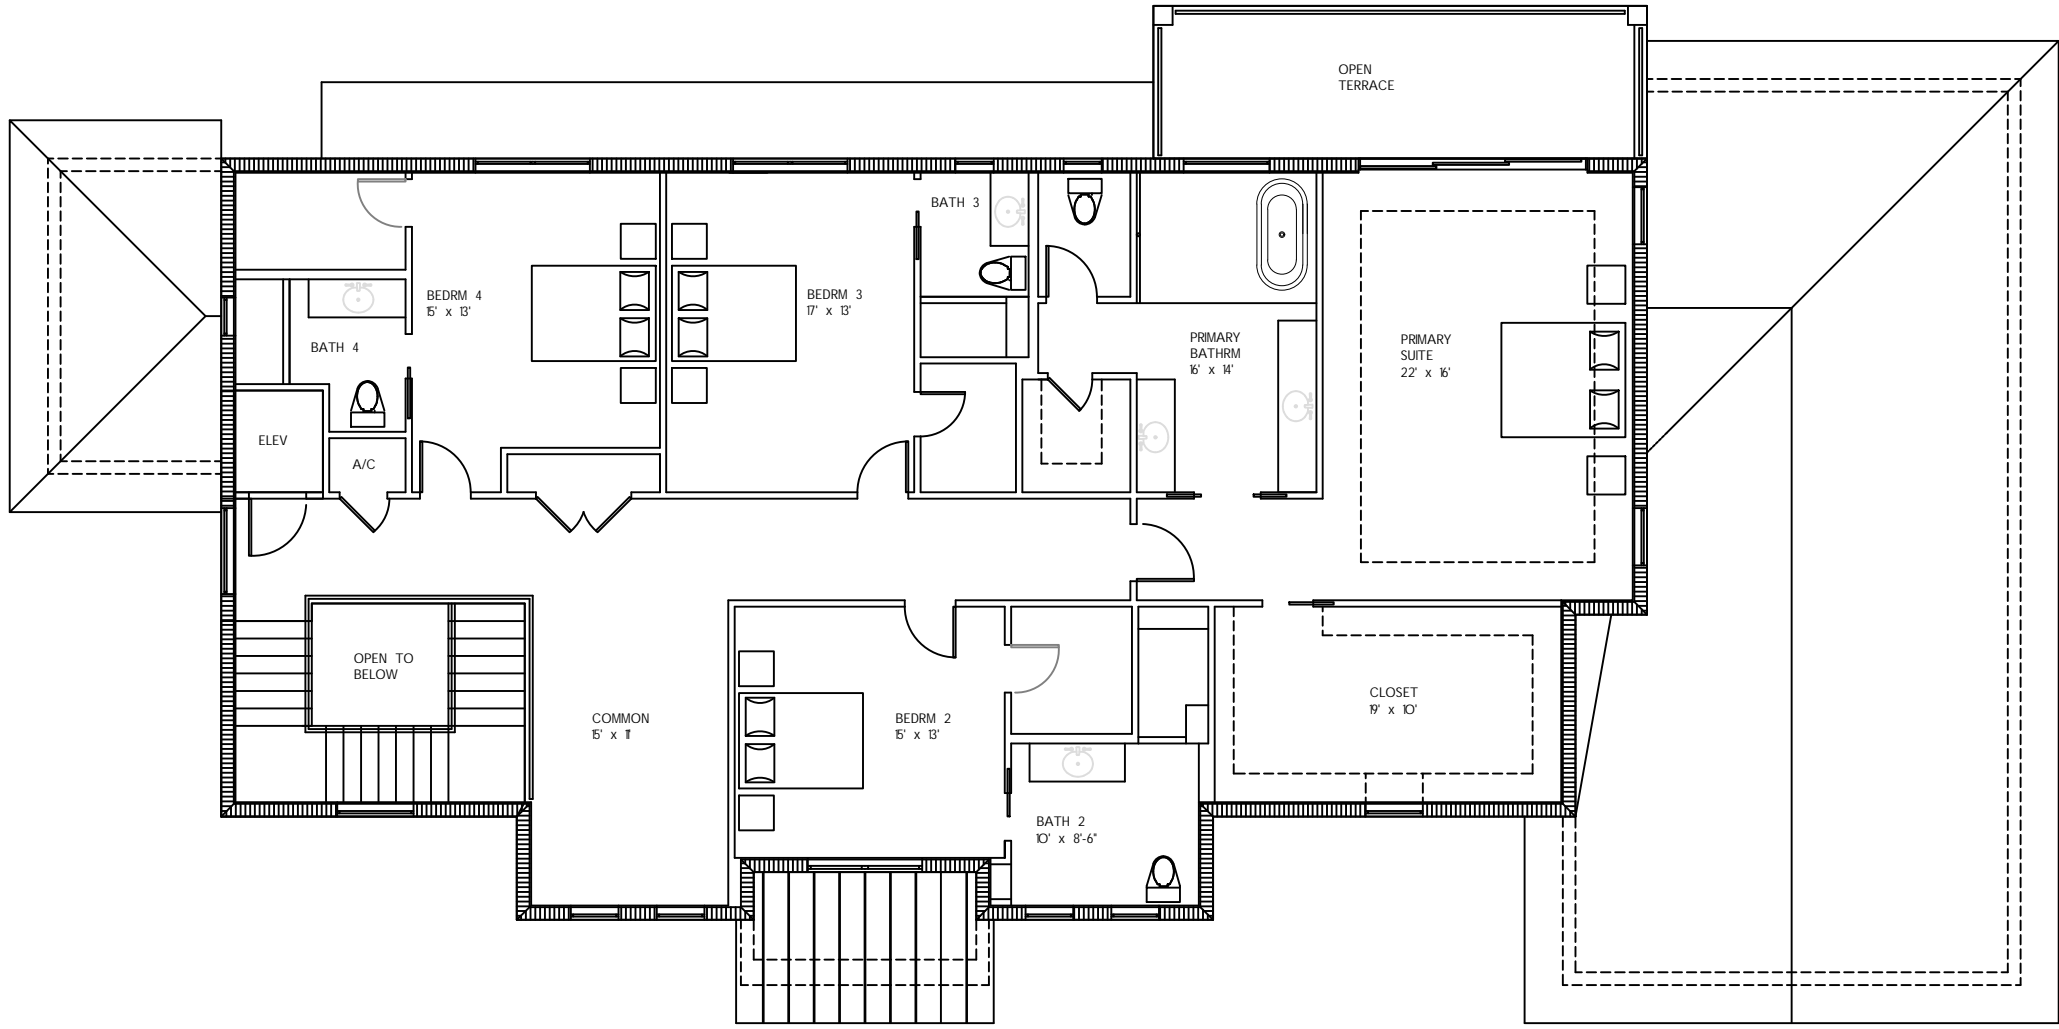 OPEN
TERRACE
BATH 3
BEDRM 4
15' x 13'
BEDRM 3
17' x 13'
BATH 4
PRIMARY
BATHRM
16' x 14'
PRIMARY
SUITE
22' x 16'
ELEV
A/C
OPEN TO
BELOW
COMMON
15' x 11'
BEDRM 2
15' x 13'
CLOSET
19' x 10'
BATH 2
10' x 8'-6"